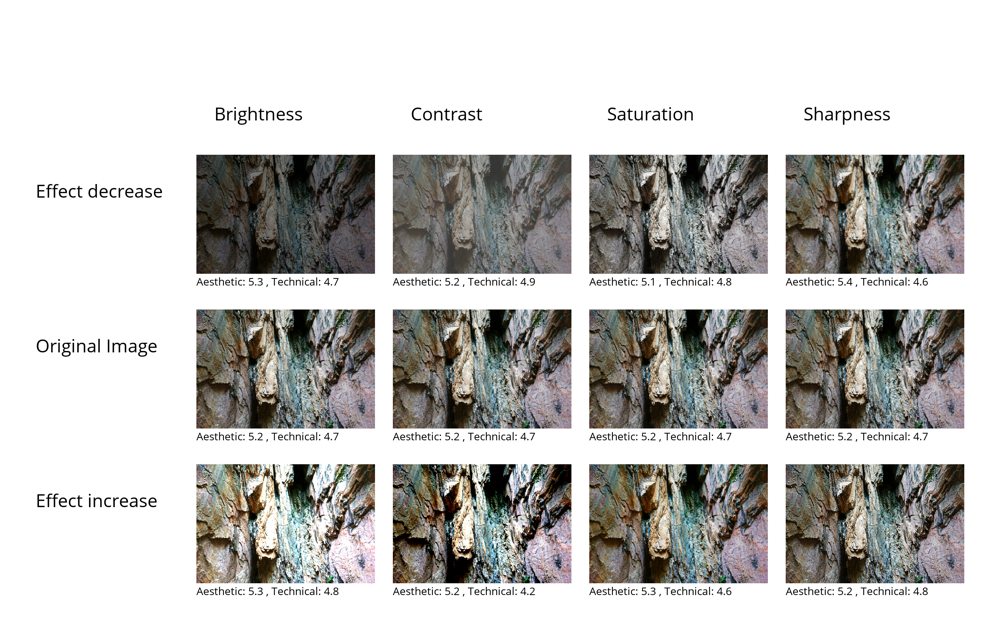 Brightness Contrast Saturation Sharpness
Effect decrease
Aesthetic: 5.3 , Technical: 4.7 Aesthetic: 5.2 , Technical: 4.9 Aesthetic: 5.1 , Technical: 4.8 Aesthetic: 5.4 , Technical: 4.6
Original Image
Aesthetic: 5.2 , Technical: 4.7 Aesthetic: 5.2 , Technical: 4.7 Aesthetic: 5.2 , Technical: 4.7 Aesthetic: 5.2 , Technical: 4.7
Effect increase
Aesthetic: 5.3 , Technical: 4.8 Aesthetic: 5.2 , Technical: 4.2 Aesthetic: 5.3 , Technical: 4.6 Aesthetic: 5.2 , Technical: 4.8